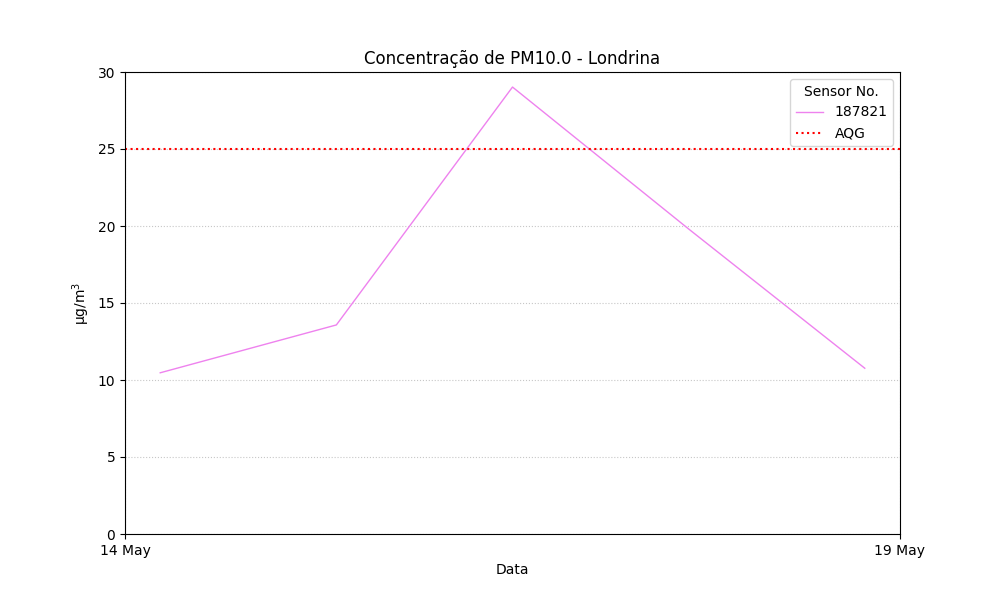 Concentração de PM10.0 - Londrina
Sensor No.
187821
AQG
30
25
20
15
10
5
0
µg/m³
14 May
19 May
Data